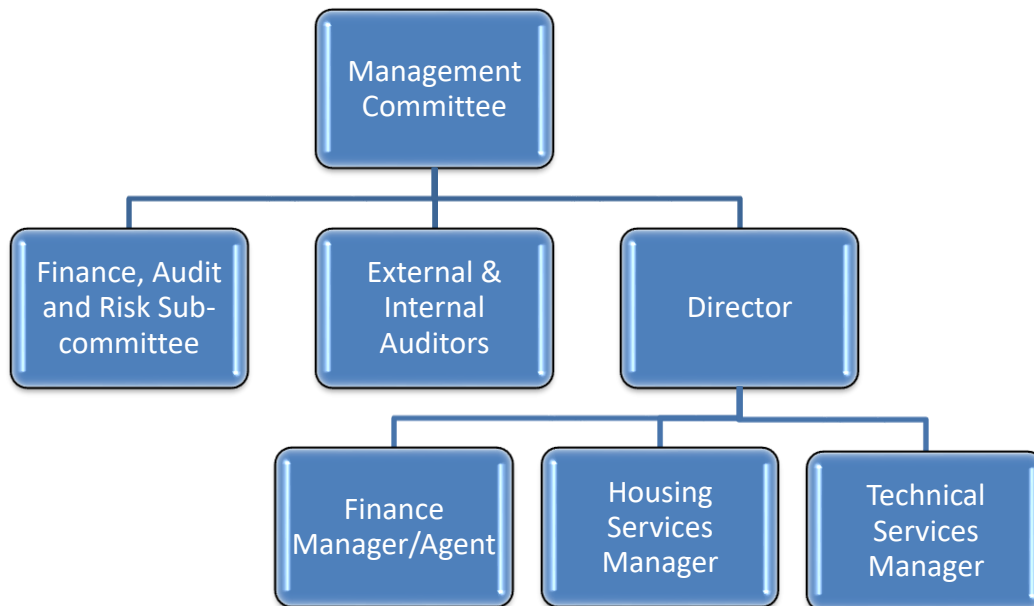 Management
Committee
Finance, Audit
and Risk Sub-
committee
External &
Internal
Auditors
Director
Finance
Manager/Agent
Housing
Services
Manager
Technical
Services
Manager